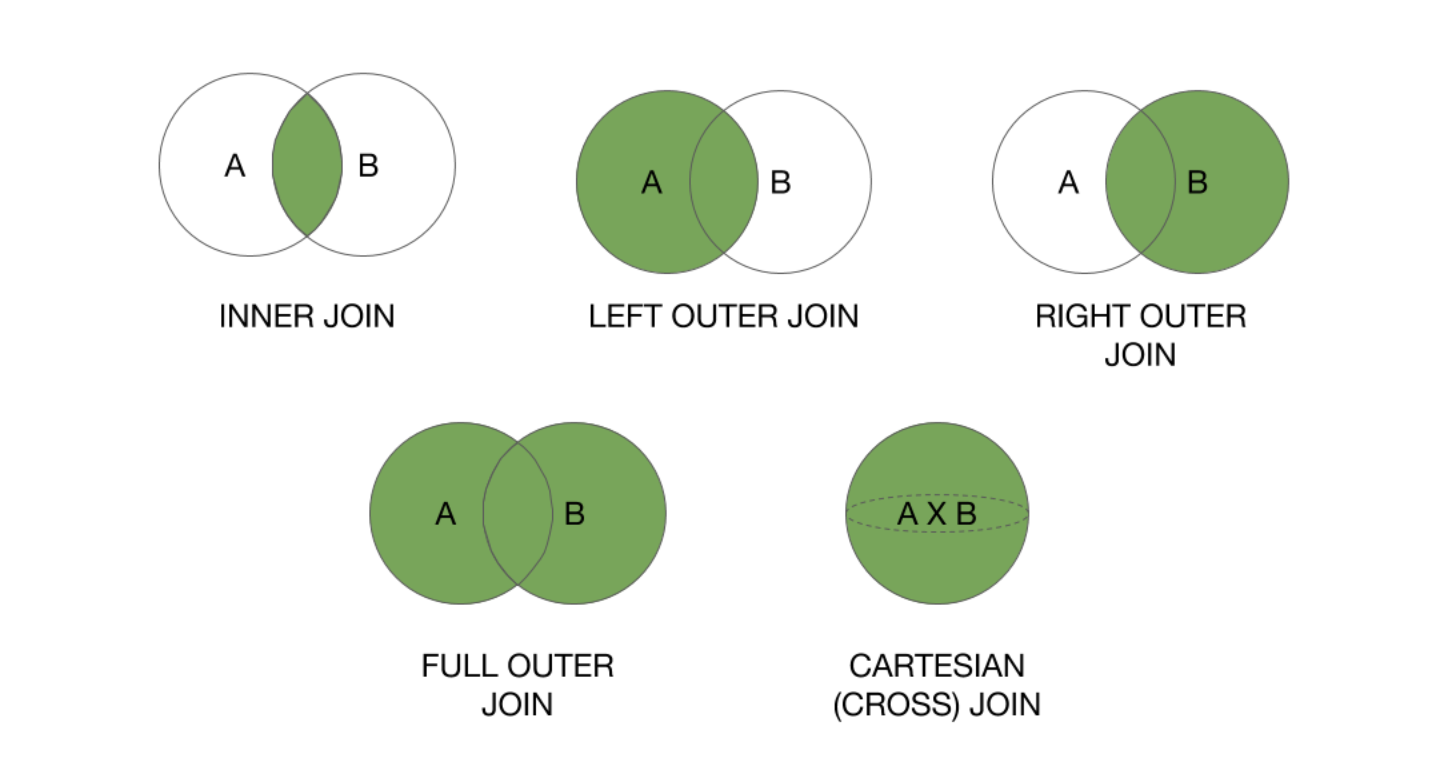 A B
INNER JOIN
A B
LEFT OUTER JOIN
A B
RIGHT OUTER
JOIN
A B
FULL OUTER
JOIN
A X B
CARTESIAN
(CROSS) JOIN